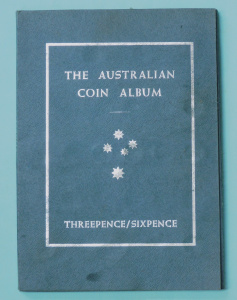 THE AUSTRALIAN
COIN ALBUM
THREEPENCE/SIXPENCE